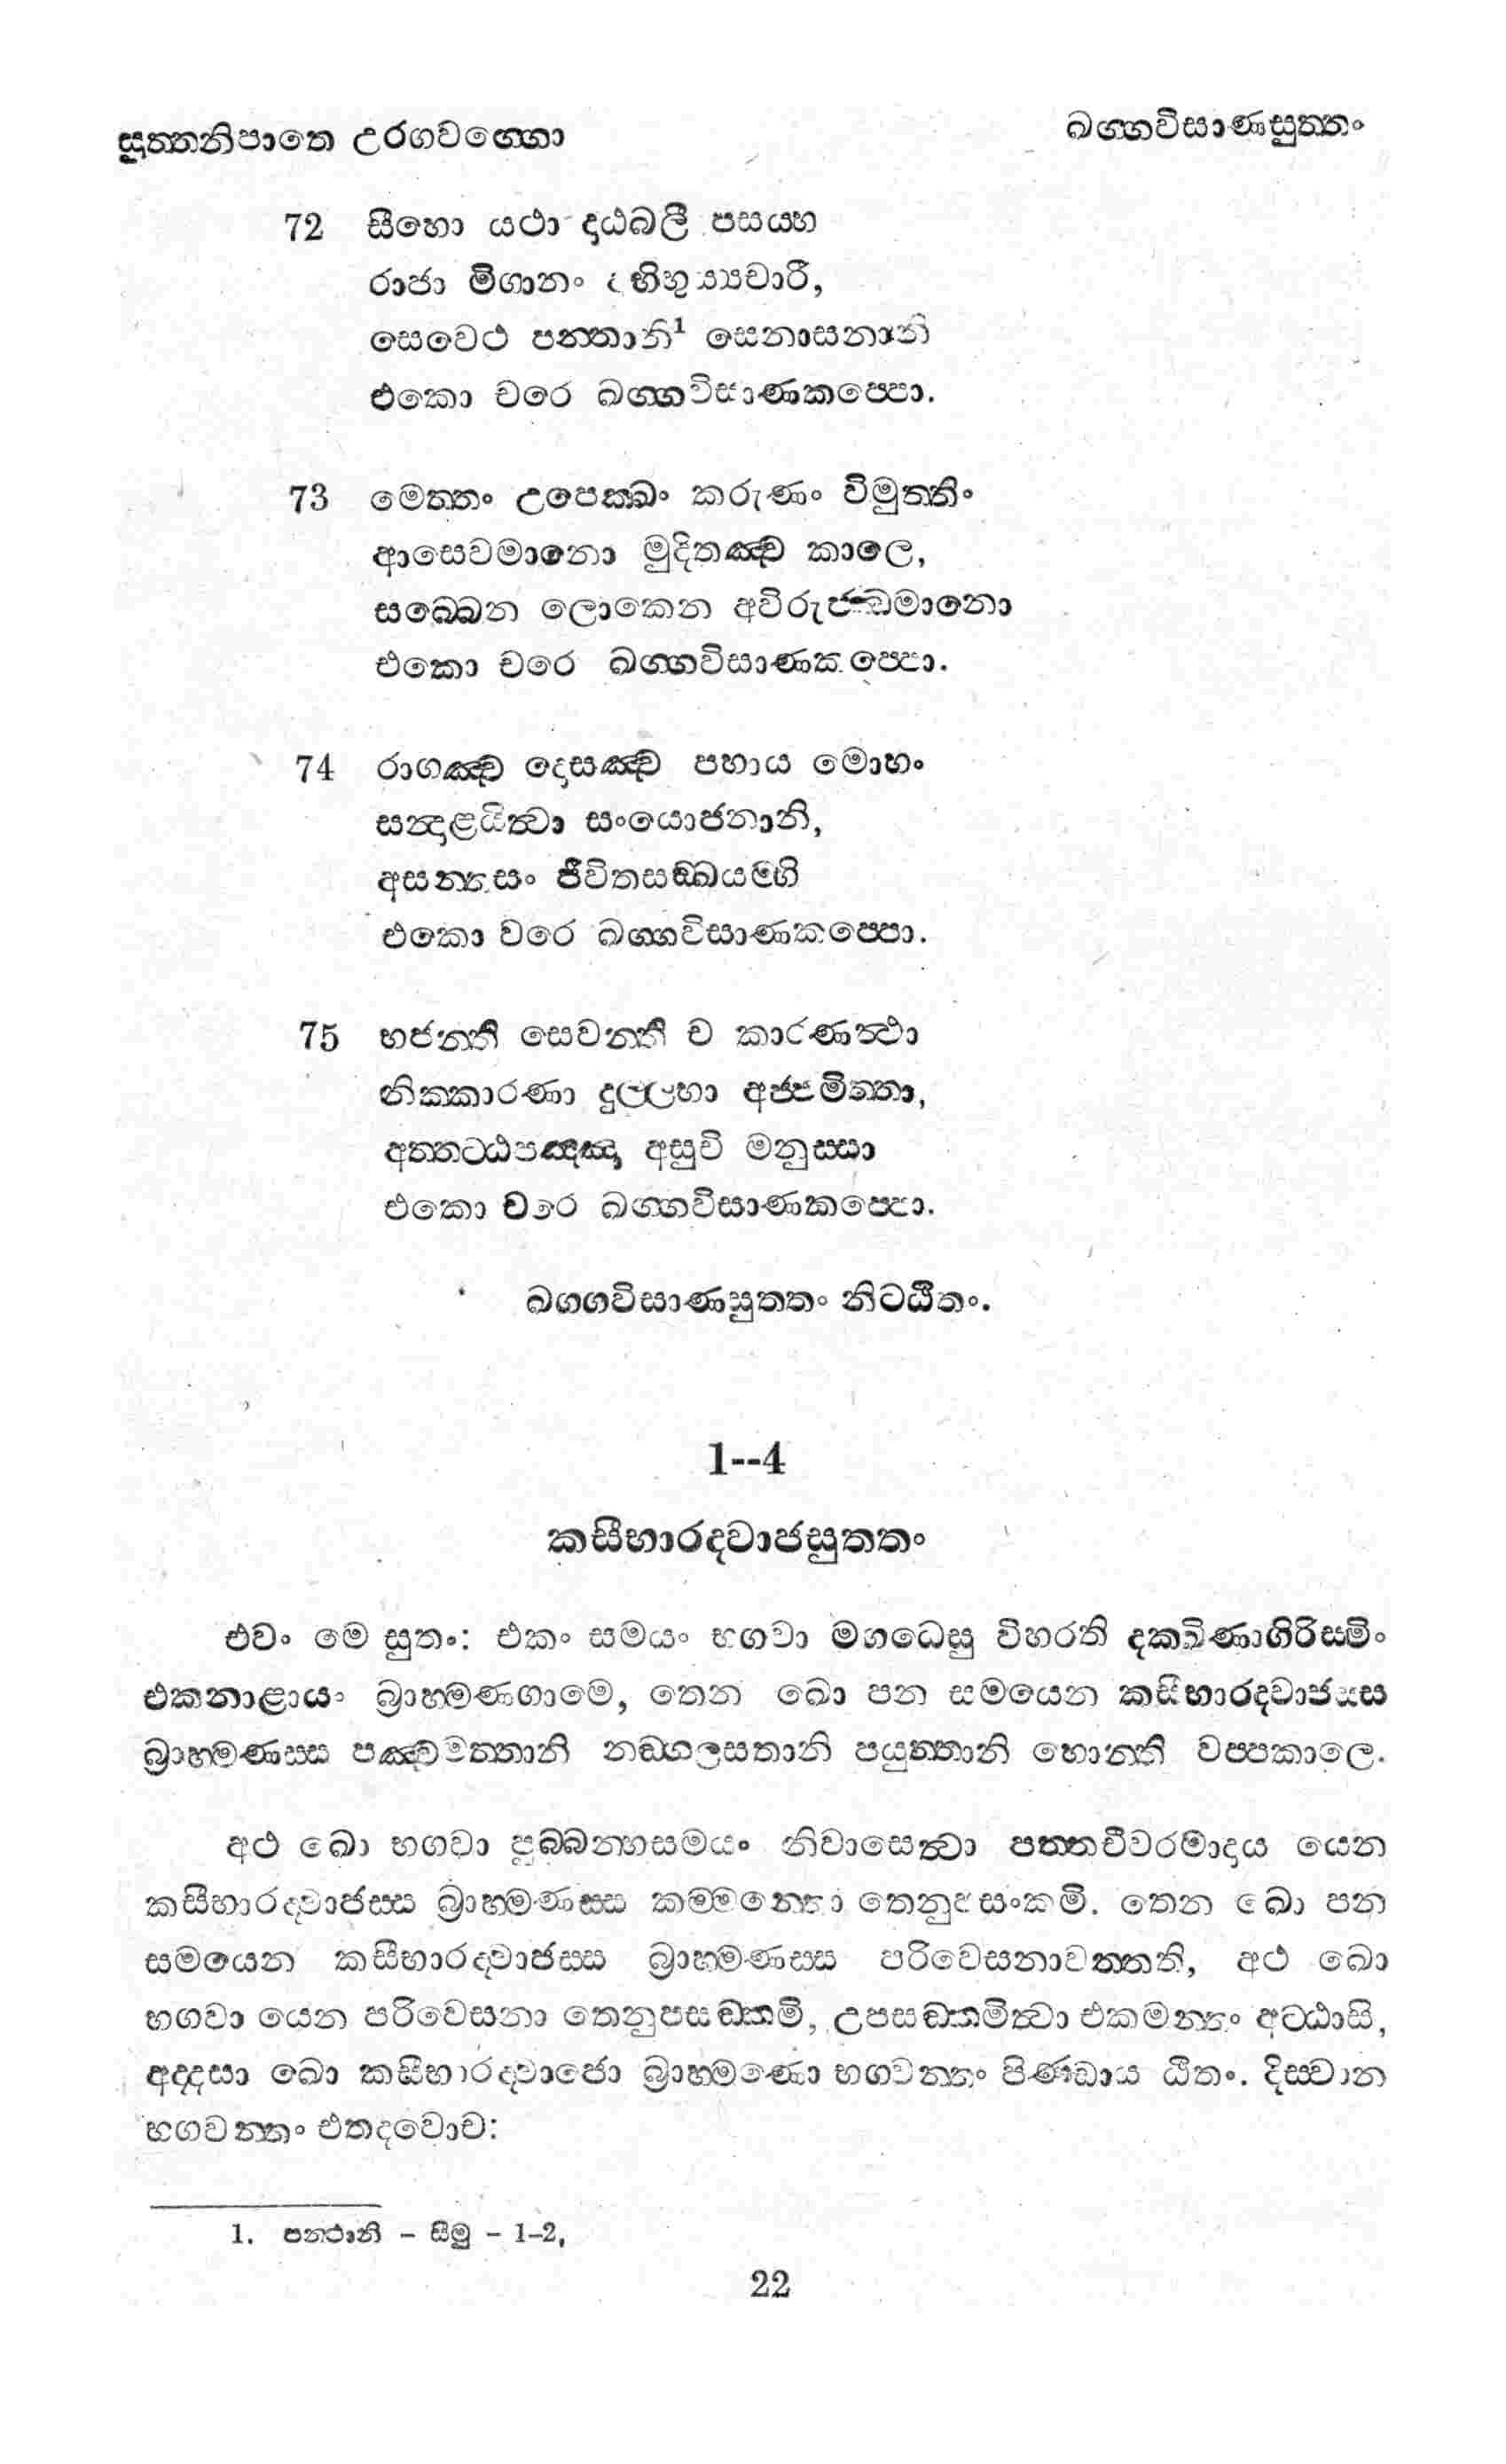 සුත්තනිපාතෙ උරගවග්ගො
ඛග්ගවිසාණසුත්තං
72 සීහො යථා දාඨබලී පසය්හ
රාජා මිගානං අභිභුය්‍යචාරී,
සෙවෙථ පන්තානි¹ සෙනාසනානි
එකො චරෙ ඛග්ගවිසාණකප්පො.
73 මෙත්තං උපෙක්ඛං කරුණං විමුත්තිං
ආසෙවමානො මුදිතඤ්ච කාලෙ,
සබ්බෙන ලොකෙන අවිරුජ්ඣමානො
එකො චරෙ ඛග්ගවිසාණකප්පො.
74 රාගඤ්ච දොසඤ්ච පහාය මොහං
සන්දාළයිත්වා සංයොජනානි,
අසන්තසං ජීවිතසඞ්ඛයම්හි
එකො චරෙ ඛග්ගවිසාණකප්පො.
75 භජන්ති සෙවන්ති ච කාරණත්ථා
නික්කාරණා දුල්ලභා අජ්ජමිත්තා,
අත්තට්ඨපඤ්ඤා අසුචි මනුස්සා
එකො චරෙ ඛග්ගවිසාණකප්පො.
ඛග්ගවිසාණසුත්තං නිට්ඨිතං.
1--4
කසීභාරද්වාජසුත්තං
එවං මෙ සුතං: එකං සමයං භගවා මගධෙසු විහරති දක්ඛිණාගිරිස්මිං
එකනාළායං බ්‍රාහ්මණගාමෙ, තෙන ඛො පන සමයෙන කසීභාරද්වාජස්ස
බ්‍රාහ්මණස්ස පඤ්චමත්තානි නඞ්ගලසතානි පයුත්තානි හොන්ති වප්පකාලෙ.
අථ ඛො භගවා පුබ්බන්හසමයං නිවාසෙත්වා පත්තචීවරමාදාය යෙන
කසීභාරද්වාජස්ස බ්‍රාහ්මණස්ස කම්මන්තො තෙනුපසංකමි. තෙන ඛො පන
සමයෙන කසීභාරද්වාජස්ස බ්‍රාහ්මණස්ස පරිවෙසනාවත්තති, අථ ඛො
භගවා යෙන පරිවෙසනා තෙනුපසඞ්කමි, උපසඞ්කමිත්වා එකමන්තං අට්ඨාසි,
අද්දසා ඛො කසීභාරද්වාජො බ්‍රාහ්මණො භගවන්තං පිණ්ඩාය ඨිතං. දිස්වාන
භගවන්තං එතදවොච:
1. පන්ථානි – සීමු – 1–2,
22